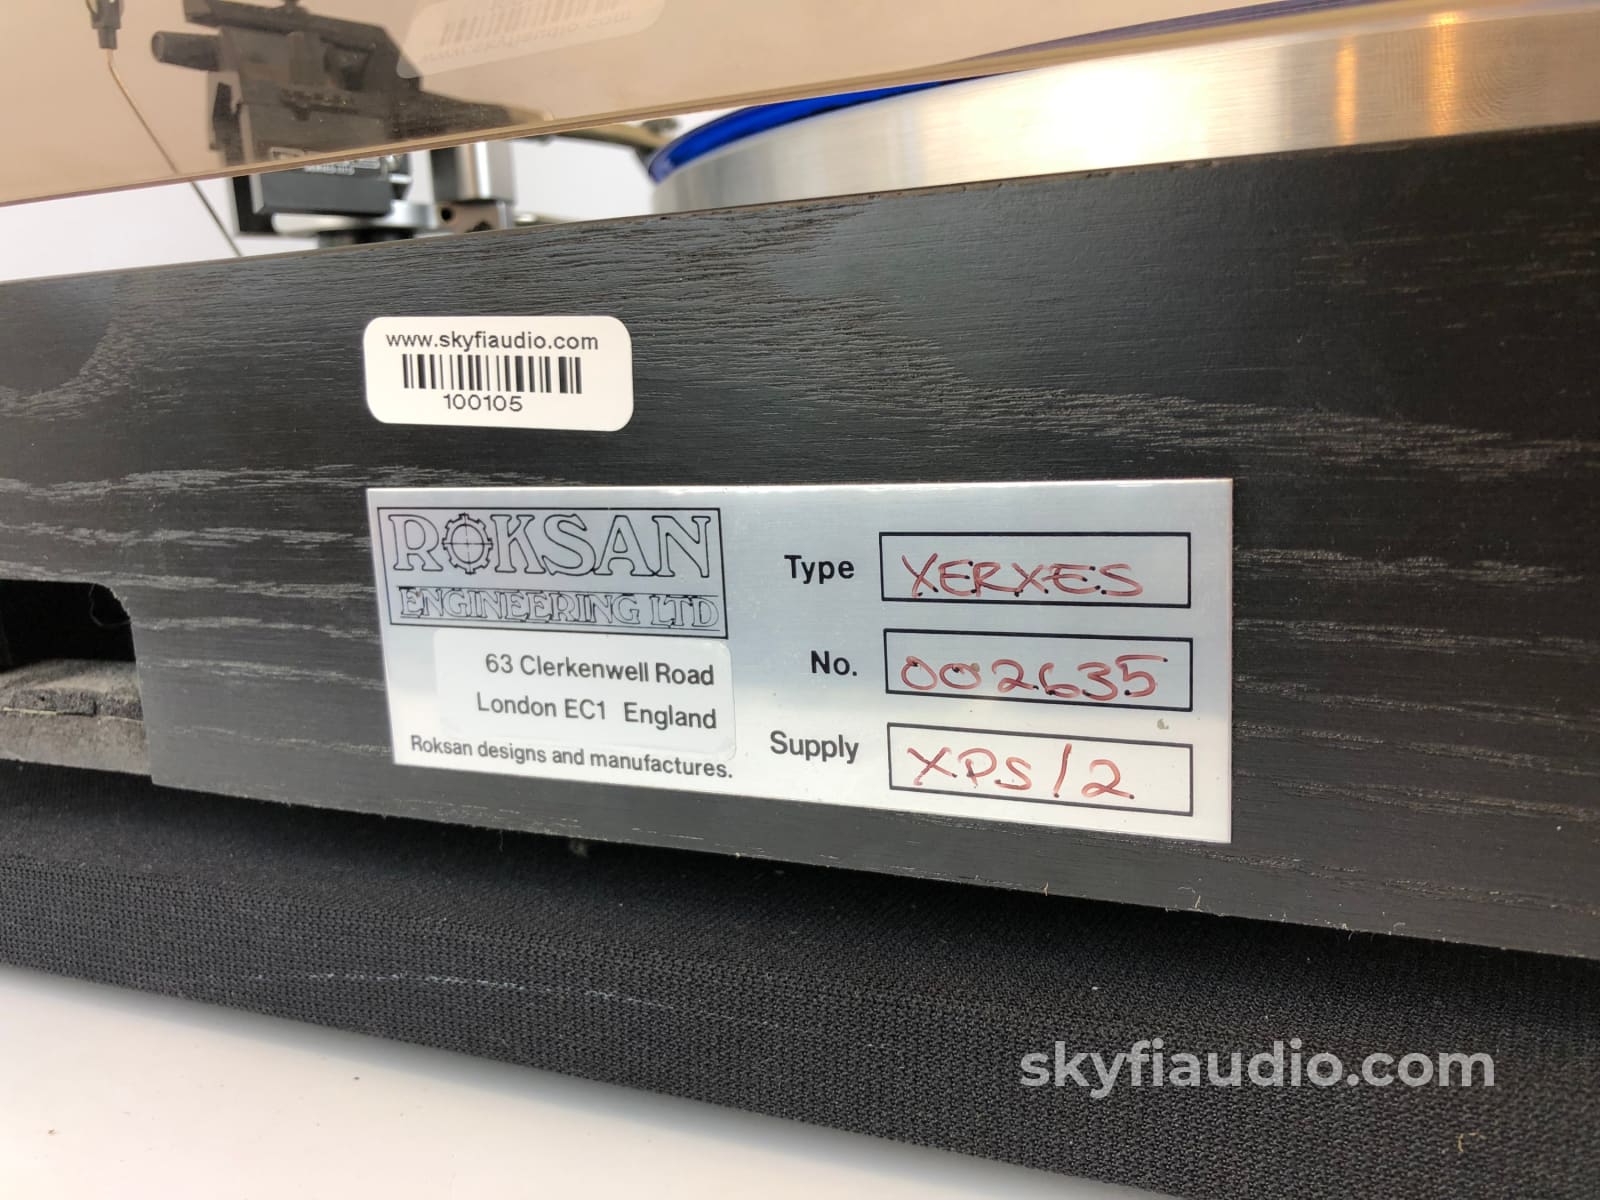 www.skyfiaudio.com
100105
ROKSAN
ENGINEERING LTD
63 Clerkenwell Road
London EC1 England
Roksan designs and manufactures.
Type XERXES
No. 002635
Supply XPS/2
skyfiaudio.com